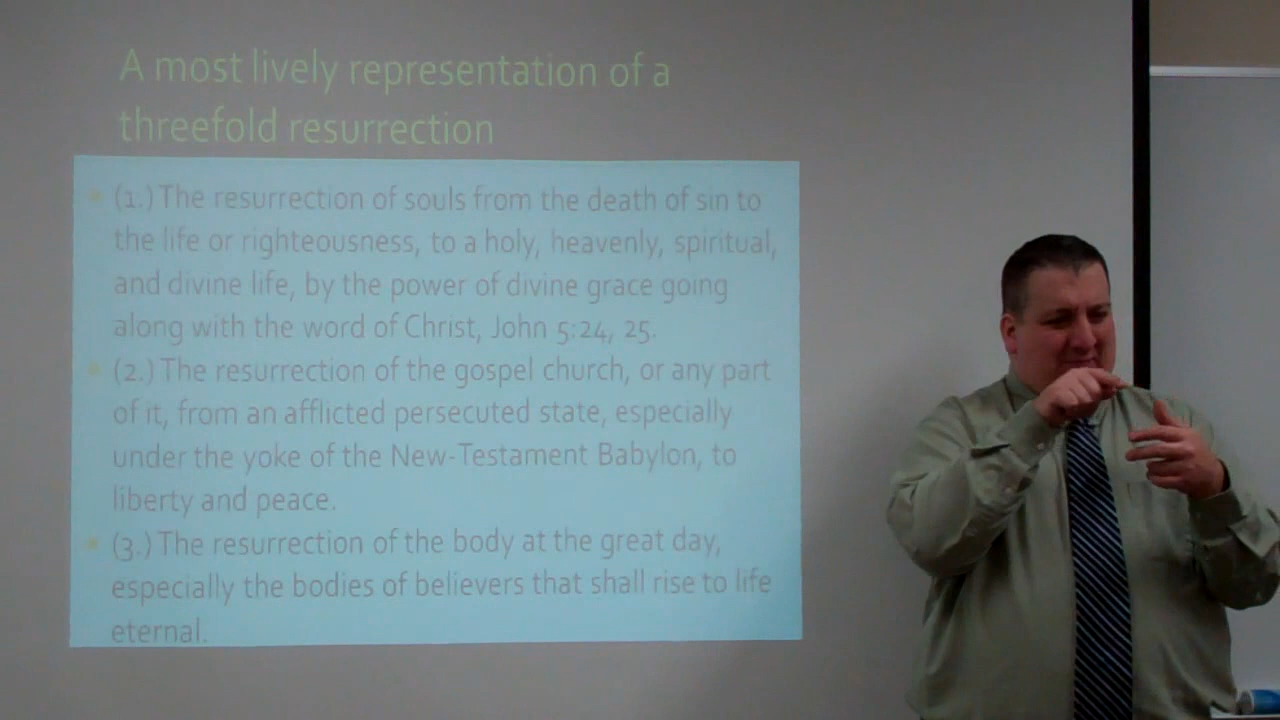 A most lively representation of a
threefold resurrection
(1.) The resurrection of souls from the death of sin to
the life or righteousness, to a holy, heavenly, spiritual,
and divine life, by the power of divine grace going
along with the word of Christ, John 5:24, 25.
(2.) The resurrection of the gospel church, or any part
of it, from an afflicted persecuted state, especially
under the yoke of the New-Testament Babylon, to
liberty and peace.
(3.) The resurrection of the body at the great day,
especially the bodies of believers that shall rise to life
eternal.